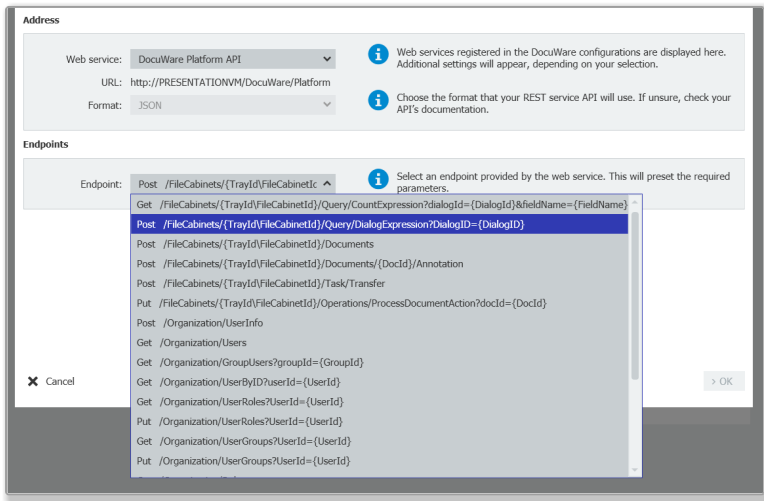 Address
Web service:
DocuWare Platform API
Web services registered in the DocuWare configurations are displayed here.
Additional settings will appear, depending on your selection.
URL:
http://PRESENTATIONVM/DocuWare/Platform
Format:
JSON
Choose the format that your REST service API will use. If unsure, check your
API's documentation.
Endpoints
Endpoint:
Post /FileCabinets/{TrayId\FileCabinetIc
Select an endpoint provided by the web service. This will preset the required
parameters.
Get /FileCabinets/{TrayId\FileCabinetId}/Query/CountExpression?dialogId={DialogId}&fieldName={FieldName}
Post /FileCabinets/{TrayId\FileCabinetId}/Query/DialogExpression?DialogID={DialogID}
Post /FileCabinets/{TrayId\FileCabinetId}/Documents
Post /FileCabinets/{TrayId\FileCabinetId}/Documents/{DocId}/Annotation
Post /FileCabinets/{TrayId\FileCabinetId}/Task/Transfer
Put /FileCabinets/{TrayId\FileCabinetId}/Operations/ProcessDocumentAction?docId={DocId}
Post /Organization/UserInfo
Get /Organization/Users
Get /Organization/GroupUsers?groupId={GroupId}
Get /Organization/UserByID?userId={UserId}
Get /Organization/UserRoles?UserId={UserId}
Put /Organization/UserRoles?UserId={UserId}
Get /Organization/UserGroups?UserId={UserId}
Put /Organization/UserGroups?UserId={UserId}
Cancel
> OK